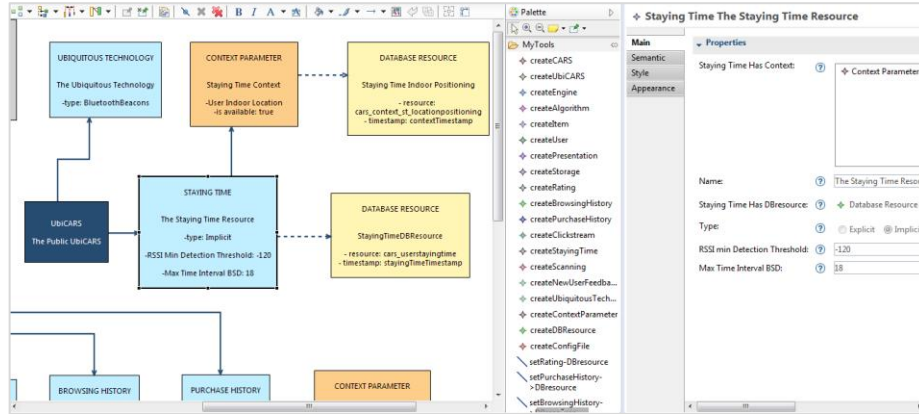 UBIQUITOUS TECHNOLOGY
The Ubiquitous Technology
-type: BluetoothBeacons
CONTEXT PARAMETER
Staying Time Context
-User Indoor Location
-is available: true
DATABASE RESOURCE
Staying Time Indoor Positioning
- resource:
cars_context_st_locationpositioning
- timestamp: contextTimestamp
STAYING TIME
The Staying Time Resource
-type: Implicit
-RSSI Min Detection Threshold: -120
-Max Time Interval BSD: 18
UbiCARS
The Public UbiCARS
DATABASE RESOURCE
StayingTimeDBResource
- resource: cars_userstayingtime
- timestamp: stayingTimeTimestamp
BROWSING HISTORY
PURCHASE HISTORY
CONTEXT PARAMETER
Palette
MyTools
createCARS
createUbiCARS
createEngine
createAlgorithm
createItem
createUser
createPresentation
createStorage
createRating
createBrowsingHistory
createPurchaseHistory
createClickstream
createStayingTime
createScanning
createNewUserFeedba...
createUbiquitousTech...
createContextParameter
createDBResource
createConfigFile
setRating-DBresource
setPurchaseHistory-
>DBresource
setBrowsingHistory-
Staying Time The Staying Time Resource
Main
Semantic
Style
Appearance
Properties
Staying Time Has Context:
Context Parameter
Name:
The Staying Time Resou
Staying Time Has DBresource:
Database Resource
Type:
Explicit
Implici
RSSI min Detection Threshold:
-120
Max Time Interval BSD:
18